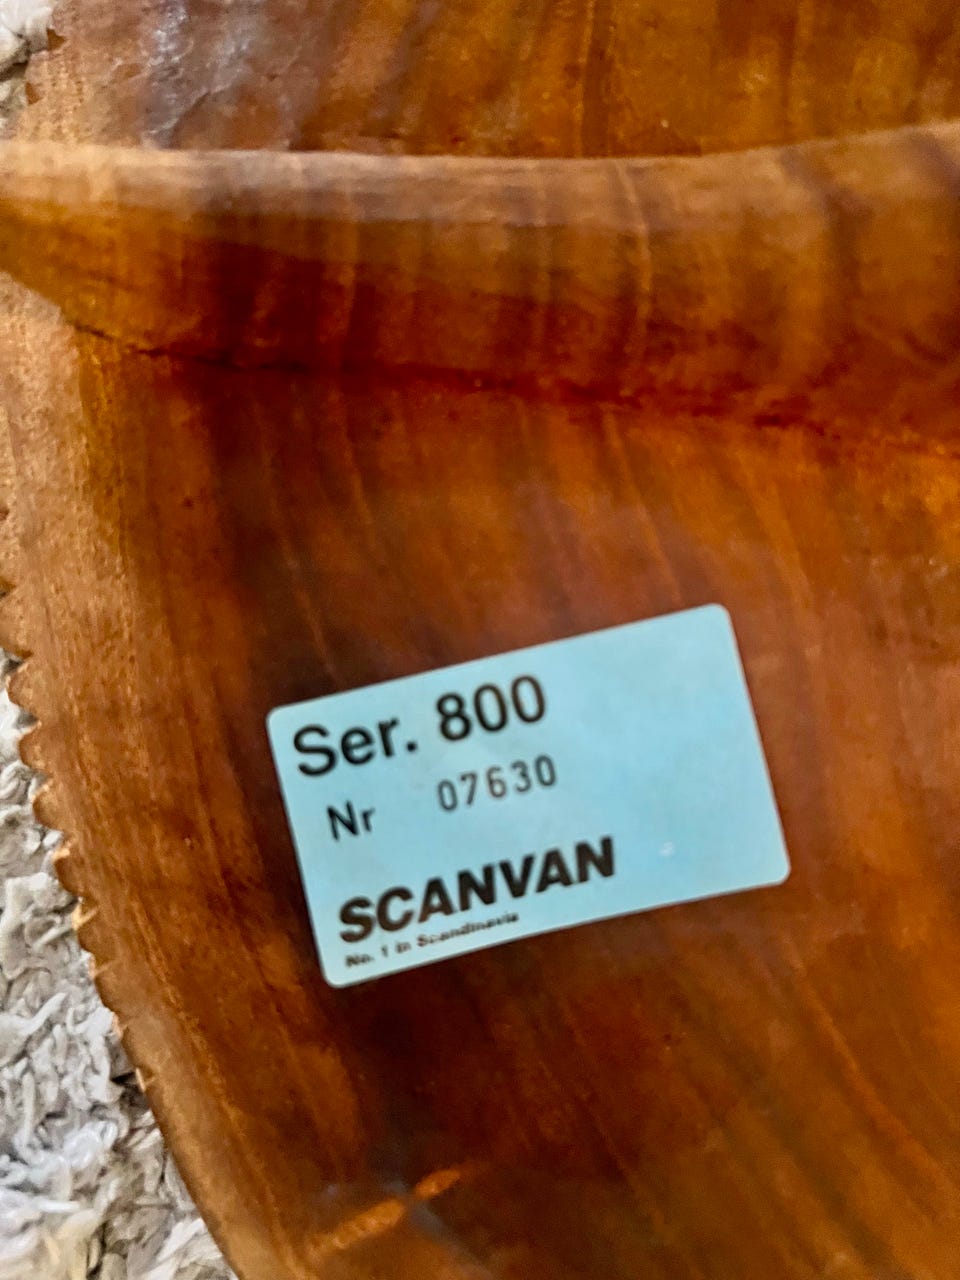 Ser. 800
Nr 07630
SCANVAN
No. 1 in Scandinavia